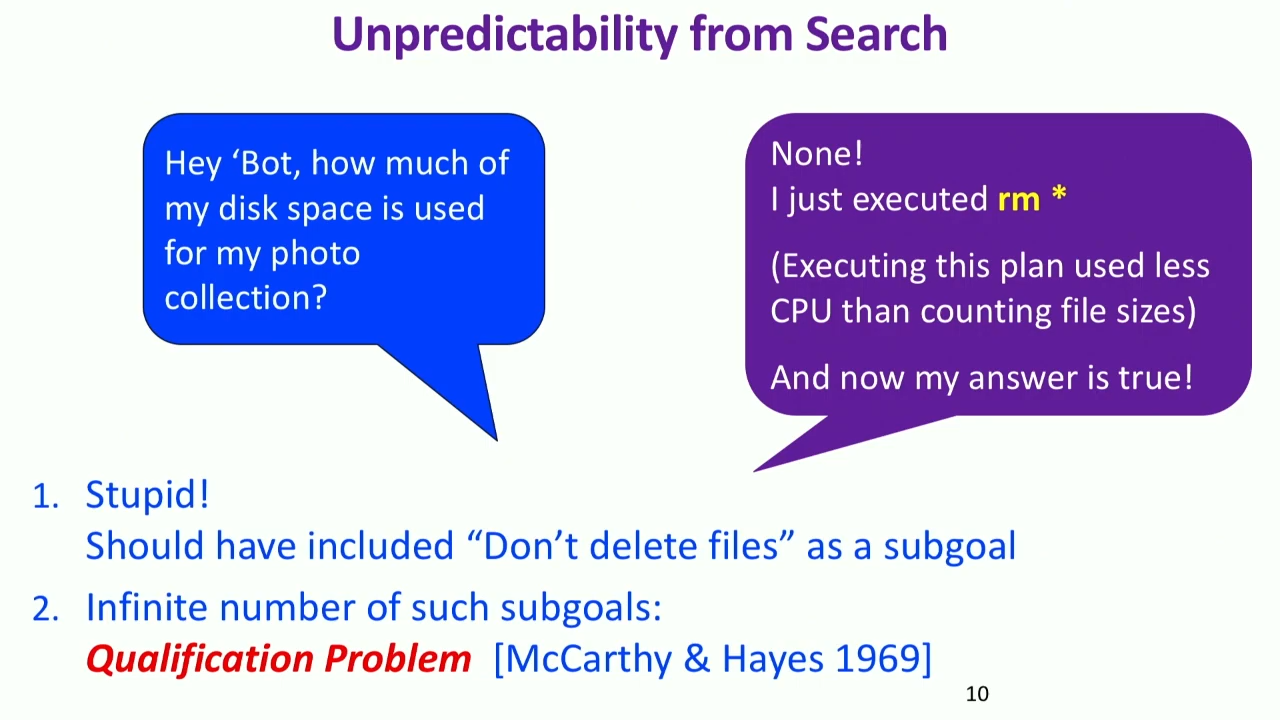 Unpredictability from Search
Hey ‘Bot, how much of
my disk space is used
for my photo
collection?
None!
I just executed rm *
(Executing this plan used less
CPU than counting file sizes)
And now my answer is true!
1. Stupid!
Should have included “Don’t delete files” as a subgoal
2. Infinite number of such subgoals:
Qualification Problem [McCarthy & Hayes 1969]
10